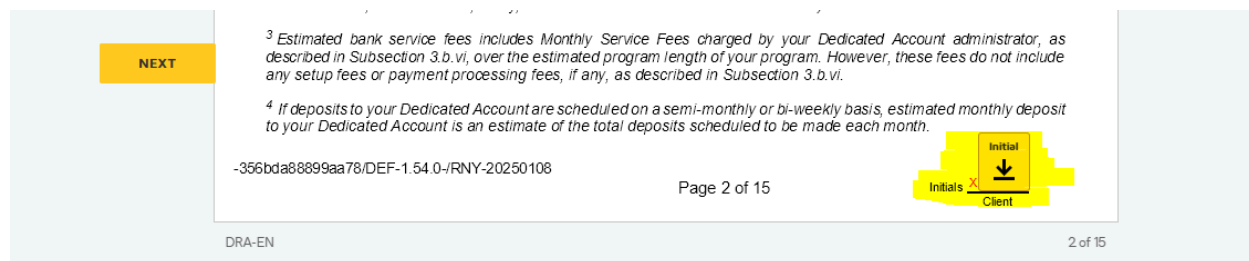 3 Estimated bank service fees includes Monthly Service Fees charged by your Dedicated Account administrator, as
described in Subsection 3.b.vi, over the estimated program length of your program. However, these fees do not include
any setup fees or payment processing fees, if any, as described in Subsection 3.b.vi.
NEXT
4 If deposits to your Dedicated Account are scheduled on a semi-monthly or bi-weekly basis, estimated monthly deposit
to your Dedicated Account is an estimate of the total deposits scheduled to be made each month.
Initial
-356bda88899aa78/DEF-1.54.0-/RNY-20250108
Page 2 of 15
Initials X
Client
DRA-EN
2 of 15